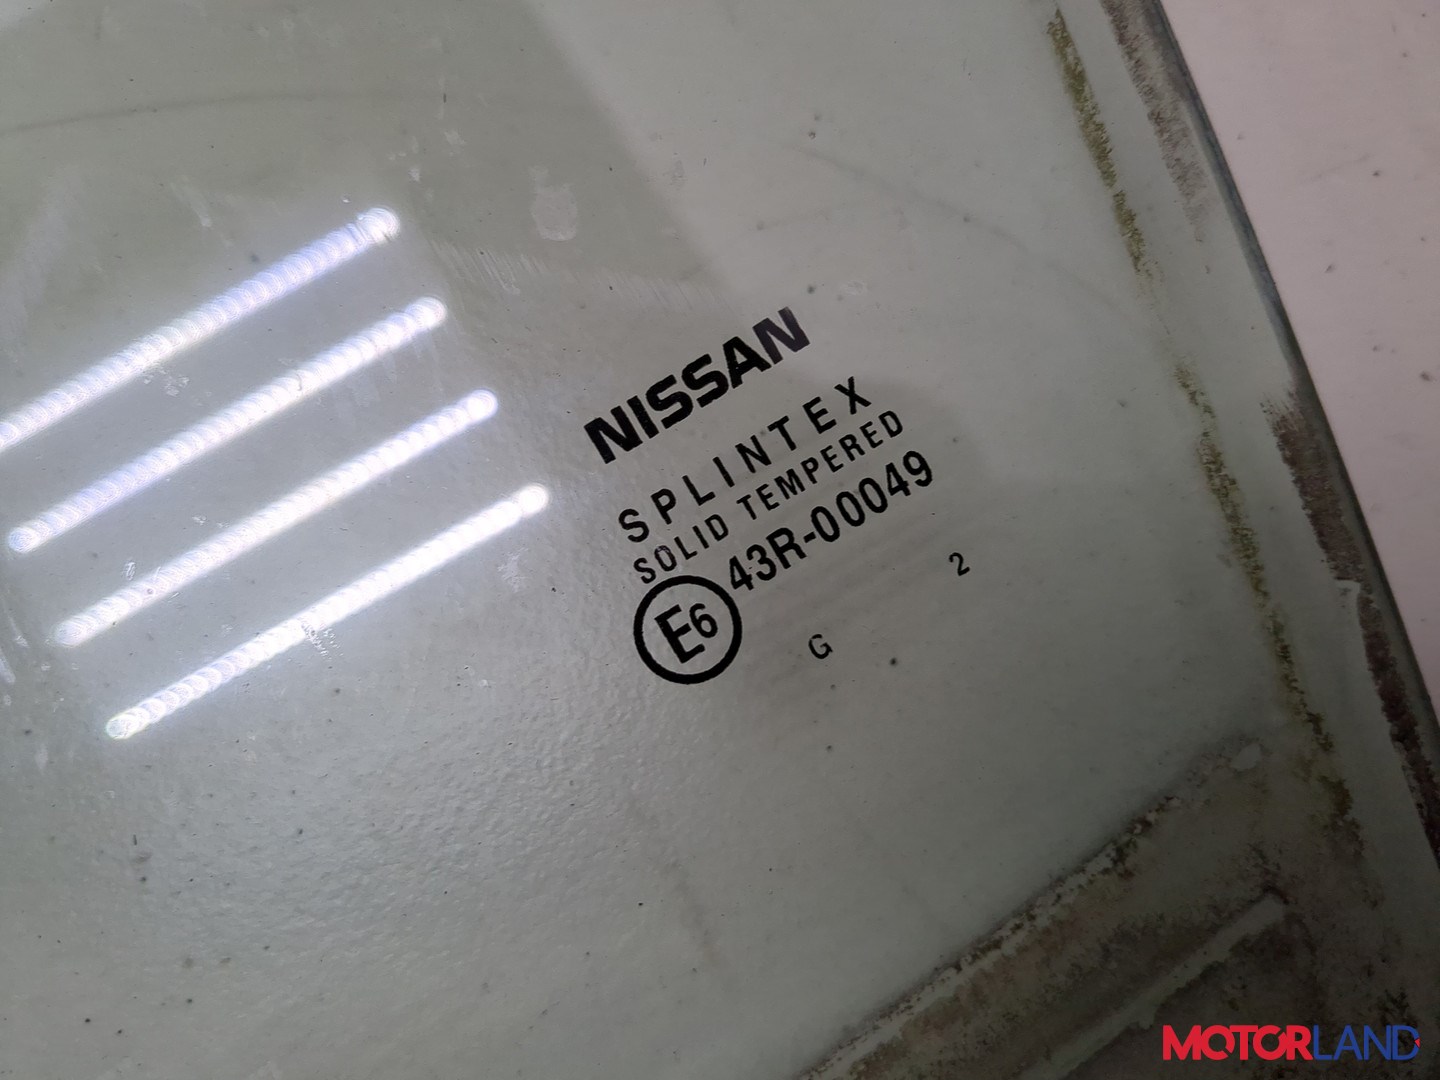 NISSAN
SPLINTEX
SOLID TEMPERED
43R-00049
E6
G 2
MOTORLAND